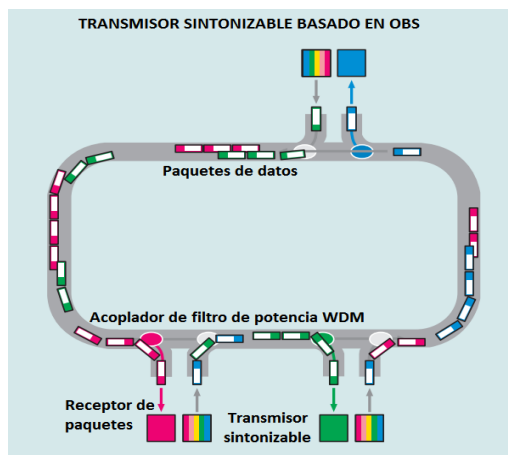 TRANSMISOR SINTONIZABLE BASADO EN OBS
Paquetes de datos
Acoplador de filtro de potencia WDM
Receptor de
paquetes
Transmisor
sintonizable